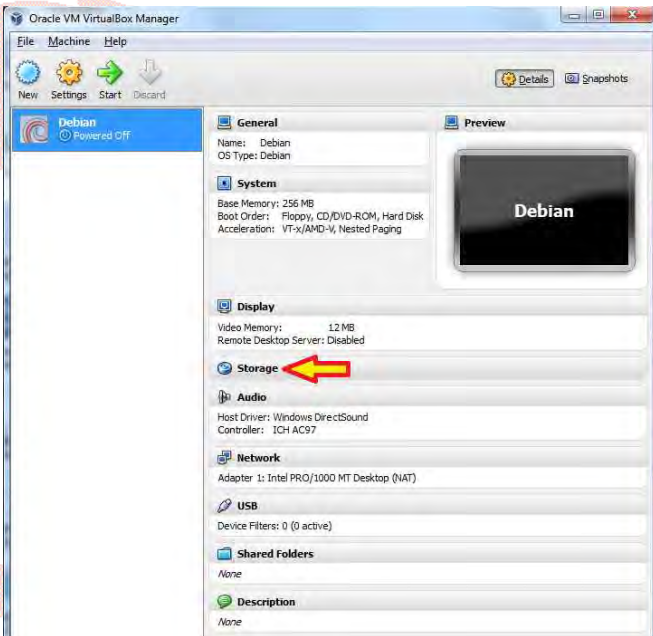 Oracle VM VirtualBox Manager
File Machine Help
New Settings Start Discard
Details Snapshots
Debian
Powered Off
General
Name: Debian
OS Type: Debian
System
Base Memory: 256 MB
Boot Order: Floppy, CD/DVD-ROM, Hard Disk
Acceleration: VT-x/AMD-V, Nested Paging
Preview
Debian
Display
Video Memory: 12 MB
Remote Desktop Server: Disabled
Storage
Audio
Host Driver: Windows DirectSound
Controller: ICH AC97
Network
Adapter 1: Intel PRO/1000 MT Desktop (NAT)
USB
Device Filters: 0 (0 active)
Shared Folders
None
Description
None